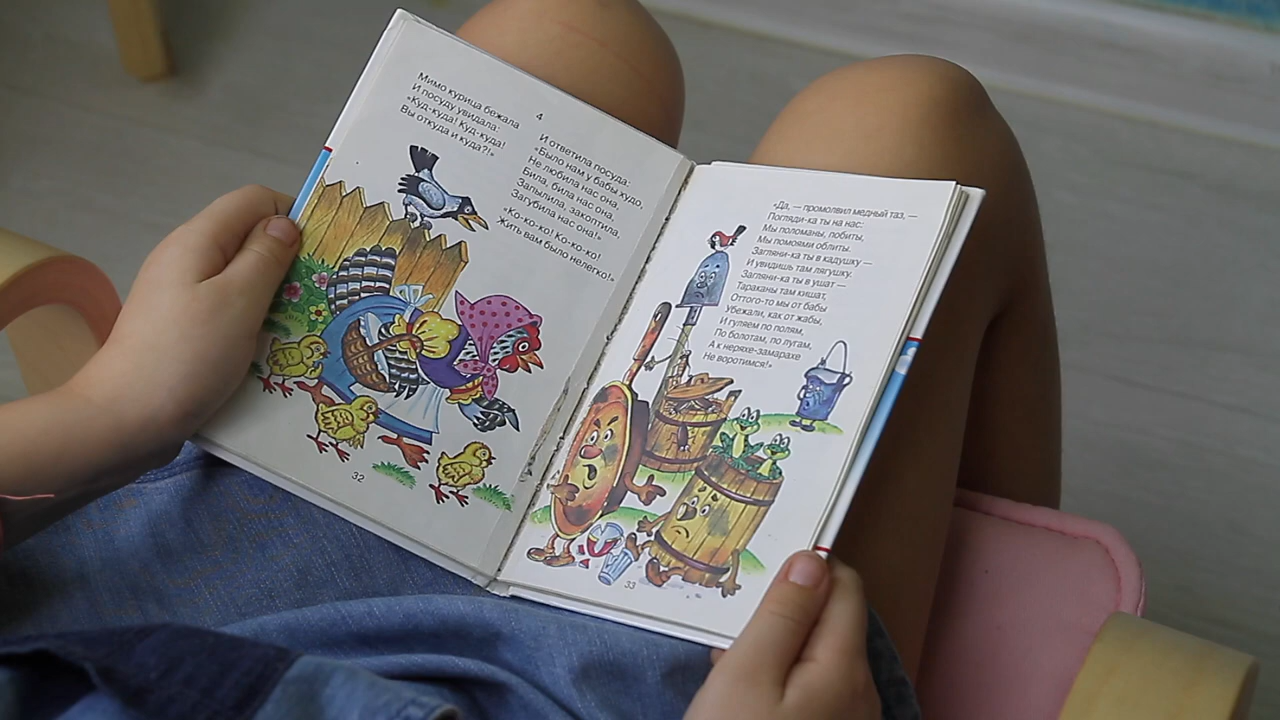 Мимо курица бежала
И посуду увидала:
«Куд-куда! Куд-куда!
Вы откуда и куда?!»
4
И ответила посуда:
«Было нам у бабы худо,
Не любила нас она,
Била, била нас она,
Запылила, закоптила,
Загубила нас она!»
«Ко-ко-ко! Ко-ко-ко!
Жить вам было нелегко!»
32
«Да, — промолвил медный таз, —
Погляди-ка ты на нас:
Мы поломаны, побиты,
Мы помоями облиты.
Загляни-ка ты в кадушку —
И увидишь там лягушку.
Загляни-ка ты в ушат —
Тараканы там кишат,
Оттого-то мы от бабы
Убежали, как от жабы,
И гуляем по полям,
По болотам, по лугам,
А к неряхе-замарахе
Не воротимся!»
33